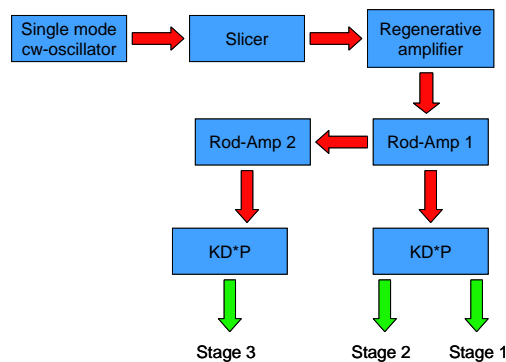 Single mode
cw-oscillator
Slicer
Regenerative
amplifier
Rod-Amp 2
Rod-Amp 1
KD*P
KD*P
Stage 3
Stage 2
Stage 1